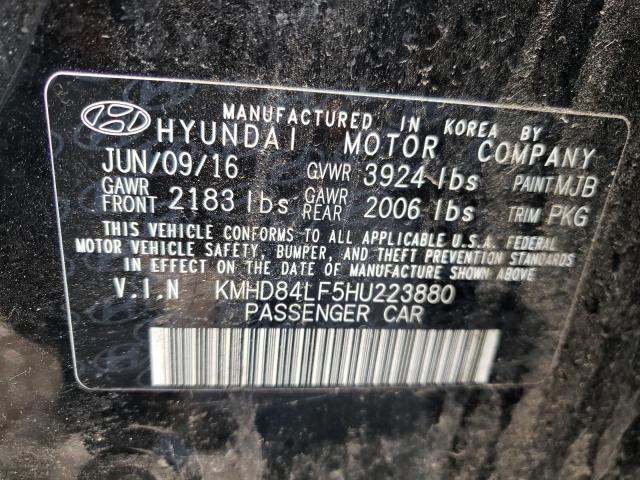 MANUFACTURED IN KOREA BY
HYUNDAI MOTOR COMPANY
JUN/09/16 GVWR 3924 lbs PAINT MJB
GAWR FRONT 2183 lbs GAWR REAR 2006 lbs TRIM PKG
THIS VEHICLE CONFORMS TO ALL APPLICABLE U.S.A. FEDERAL
MOTOR VEHICLE SAFETY, BUMPER, AND THEFT PREVENTION STANDARDS
IN EFFECT ON THE DATE OF MANUFACTURE SHOWN ABOVE.
V.I.N KMHD84LF5HU223880
PASSENGER CAR